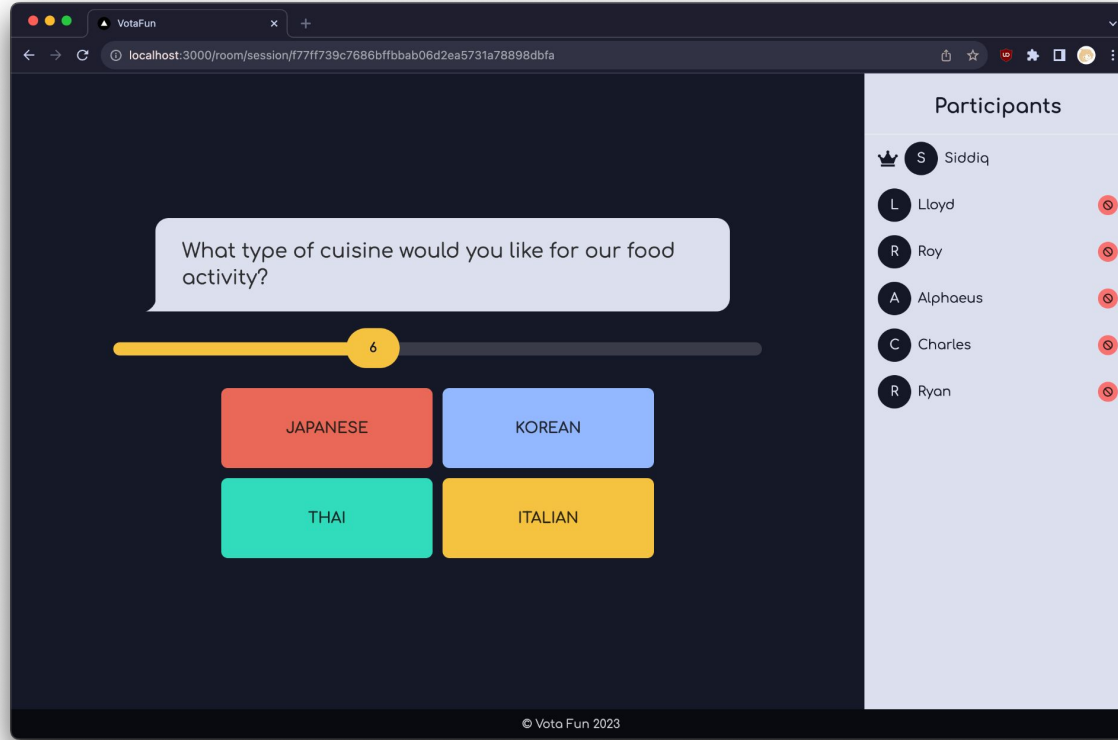 VotaFun
localhost:3000/room/session/f77ff739c7686bffbbab06d2ea5731a78898dbfa
Participants
S Siddiq
L Lloyd
R Roy
A Alphaeus
C Charles
R Ryan
What type of cuisine would you like for our food
activity?
6
JAPANESE KOREAN
THAI ITALIAN
© Vota Fun 2023